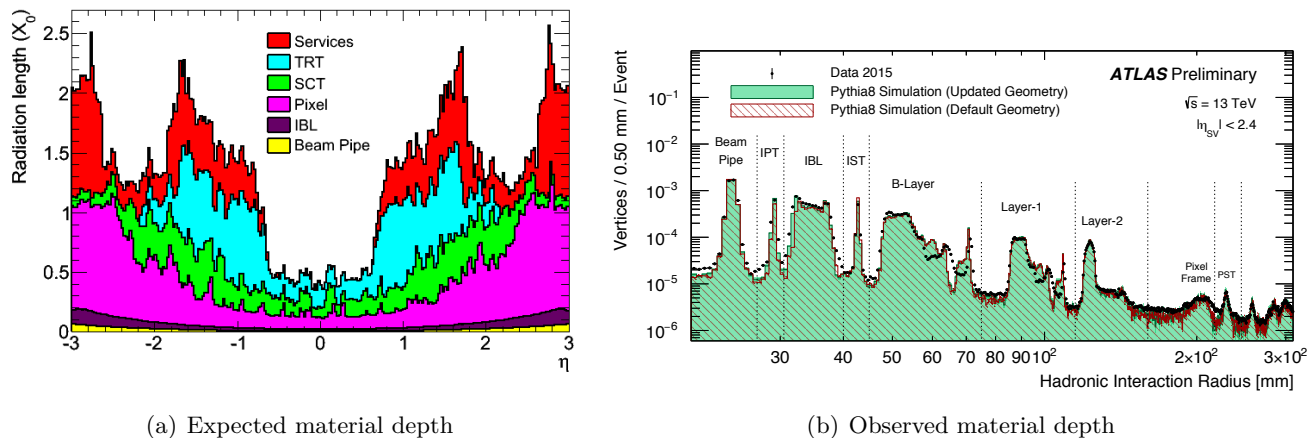 Radiation length (X0)
2.5
2
1.5
1
0.5
0
Services
TRT
SCT
Pixel
IBL
Beam Pipe
-3 -2 -1 0 1 2 3
η
(a) Expected material depth
Vertices / 0.50 mm / Event
10⁻¹
10⁻²
10⁻³
10⁻⁴
10⁻⁵
10⁻⁶
Data 2015
Pythia8 Simulation (Updated Geometry)
Pythia8 Simulation (Default Geometry)
ATLAS Preliminary
√s = 13 TeV
|ηSV| < 2.4
Beam
Pipe
IPT
IBL
IST
B-Layer
Layer-1
Layer-2
Pixel
Frame
PST
30 40 50 60 70 80 90 10² 2×10² 3×10²
Hadronic Interaction Radius [mm]
(b) Observed material depth